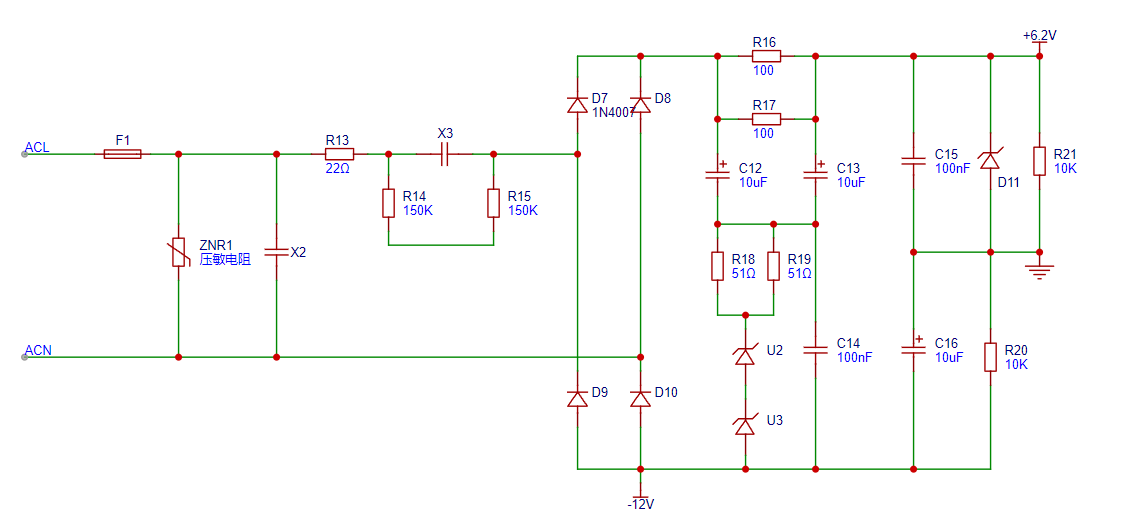 +6.2V
R16
100
D7
1N4007
D8
R17
100
ACL
F1
R13
22Ω
X3
C12
10uF
C13
10uF
C15
100nF
D11
R21
10K
R14
150K
R15
150K
ZNR1
压敏电阻
X2
R18
51Ω
R19
51Ω
ACN
U2
C14
100nF
C16
10uF
R20
10K
D9
D10
U3
-12V